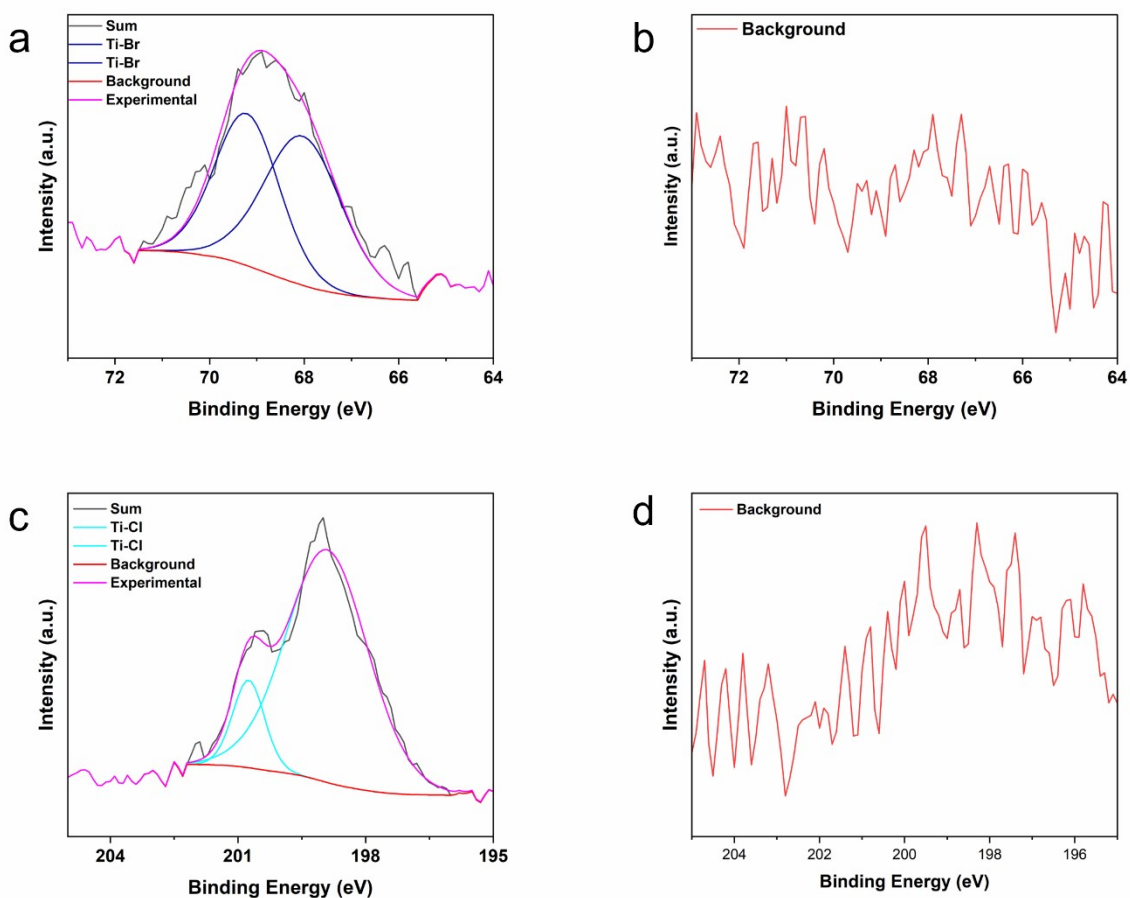 a
Sum
Ti-Br
Ti-Br
Background
Experimental
Intensity (a.u.)
72 70 68 66 64
Binding Energy (eV)
b
Background
Intensity (a.u.)
72 70 68 66 64
Binding Energy (eV)
c
Sum
Ti-Cl
Ti-Cl
Background
Experimental
Intensity (a.u.)
204 201 198 195
Binding Energy (eV)
d
Background
Intensity (a.u.)
204 202 200 198 196
Binding Energy (eV)